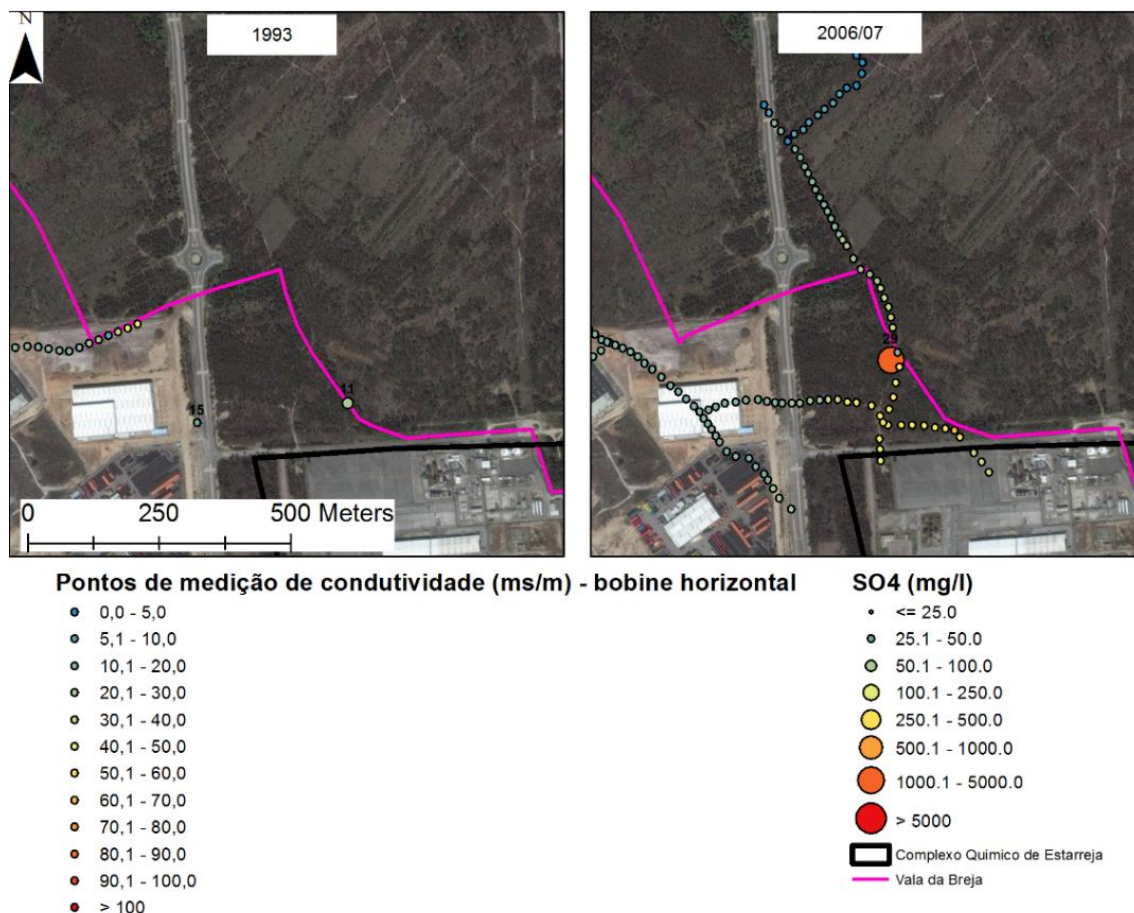 N
1993
2006/07
11
15
29
0 250 500 Meters
Pontos de medição de condutividade (ms/m) - bobine horizontal
0,0 - 5,0
5,1 - 10,0
10,1 - 20,0
20,1 - 30,0
30,1 - 40,0
40,1 - 50,0
50,1 - 60,0
60,1 - 70,0
70,1 - 80,0
80,1 - 90,0
90,1 - 100,0
> 100
SO4 (mg/l)
<= 25.0
25.1 - 50.0
50.1 - 100.0
100.1 - 250.0
250.1 - 500.0
500.1 - 1000.0
1000.1 - 5000.0
> 5000
Complexo Quimico de Estarreja
Vala da Breja